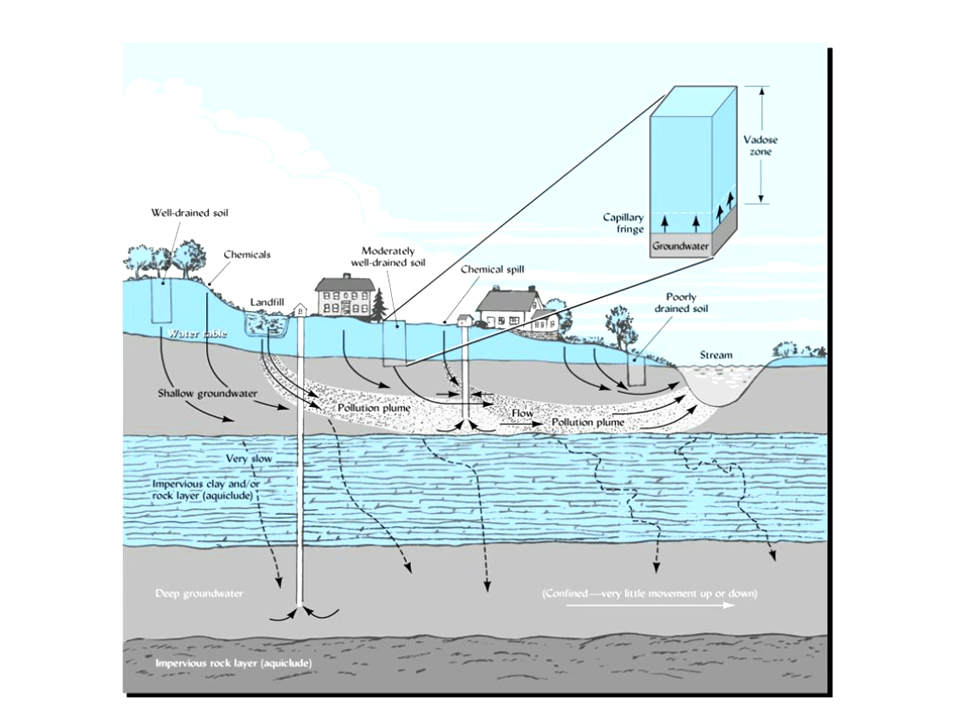 Vadose
zone
Capillary
fringe
Groundwater
Well-drained soil
Chemicals
Moderately
well-drained soil
Chemical spill
Landfill
Poorly
drained soil
Water table
Stream
Shallow groundwater
Pollution plume
Flow
Pollution plume
Very slow
Impervious clay and/or
rock layer (aquiclude)
Deep groundwater
(Confined—very little movement up or down)
Impervious rock layer (aquiclude)